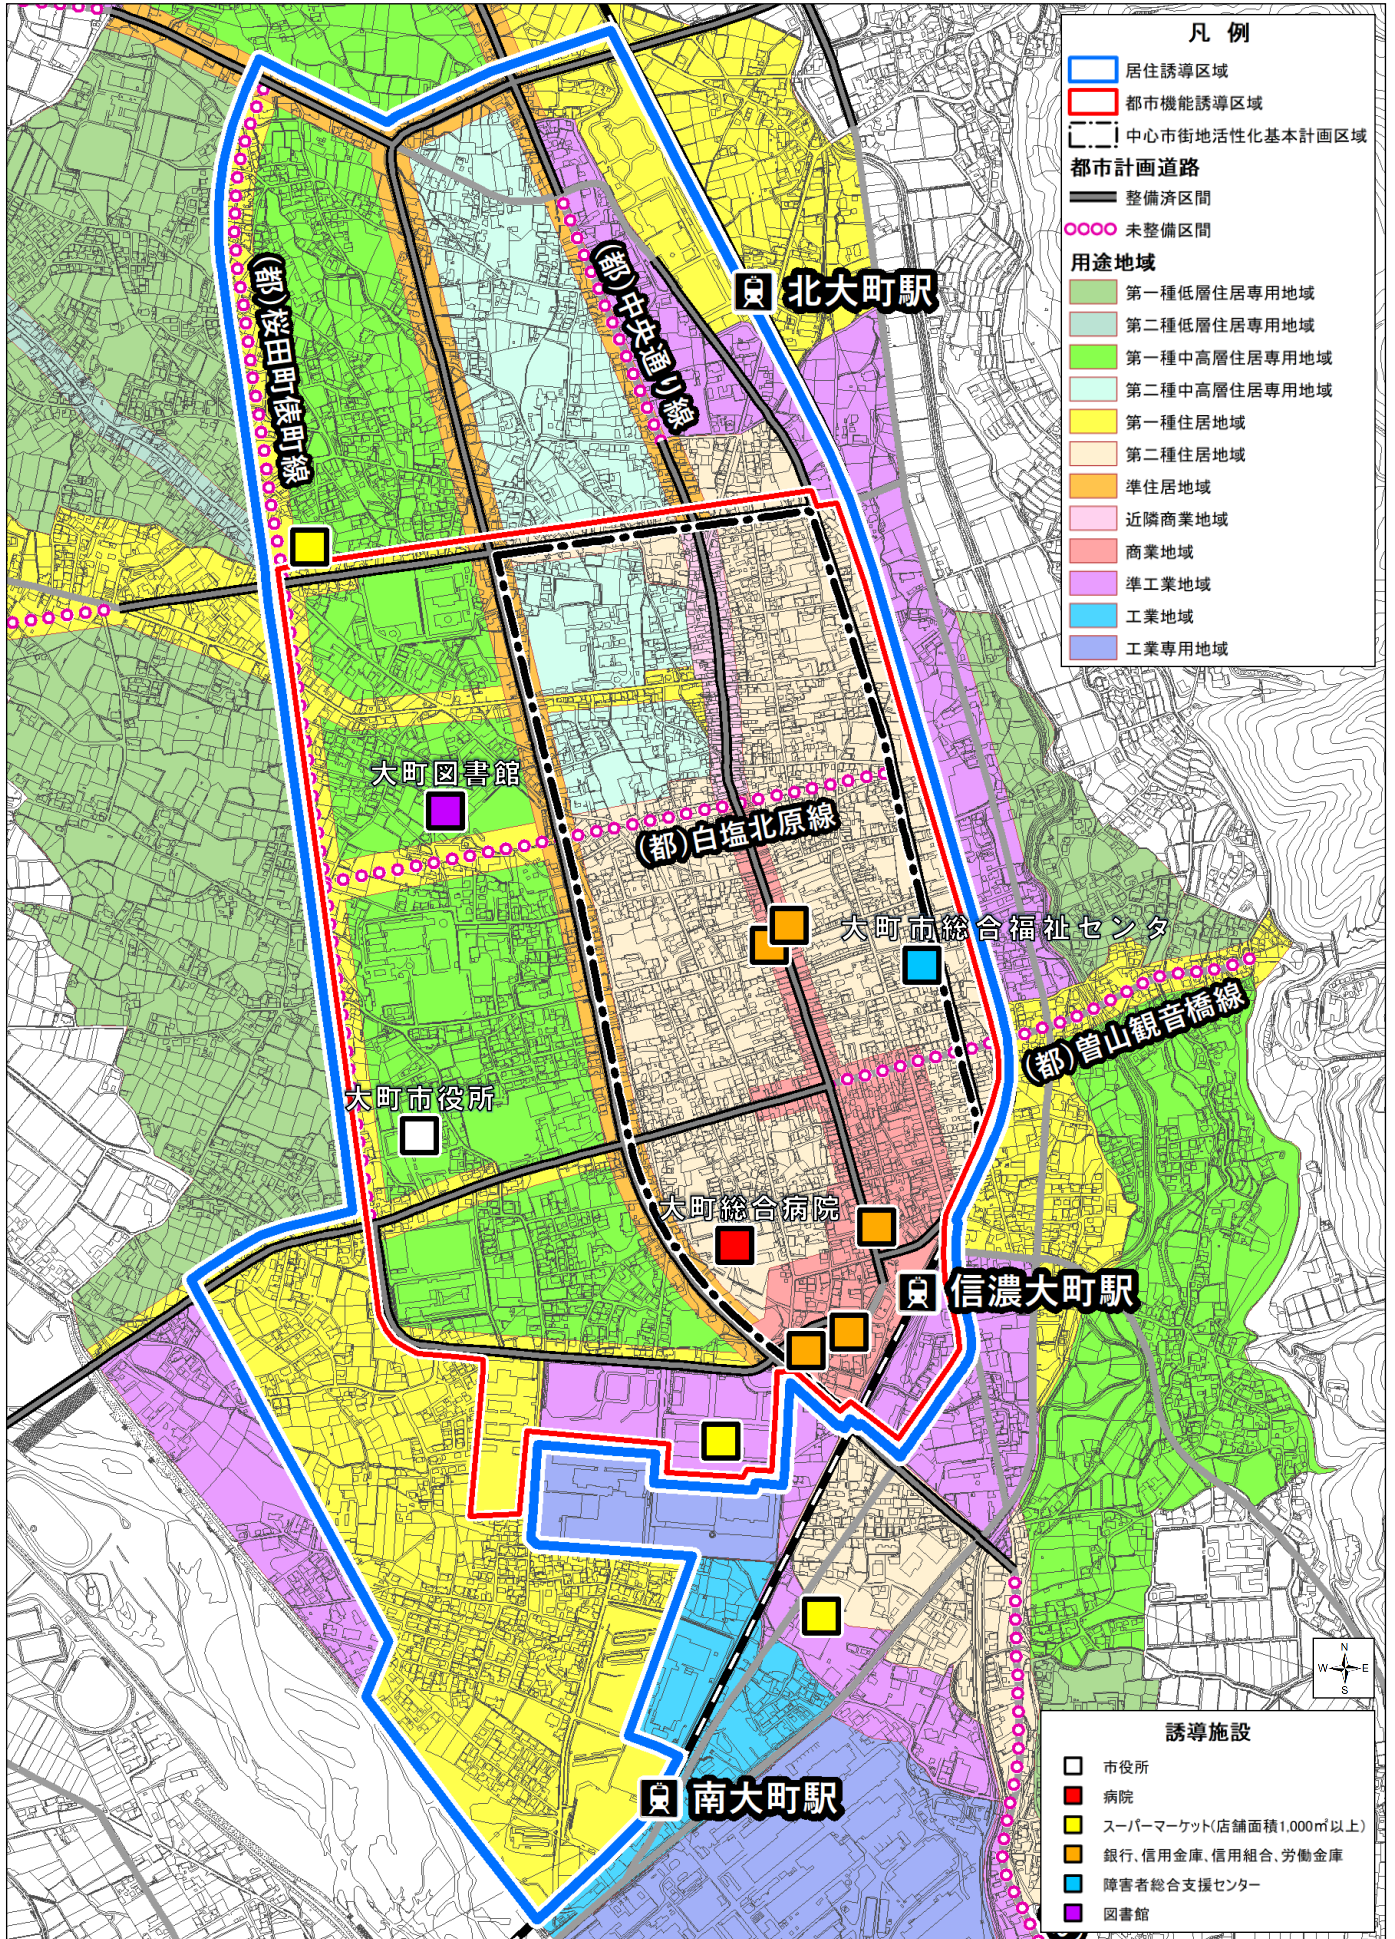 凡 例
居住誘導区域
都市機能誘導区域
中心市街地活性化基本計画区域
都市計画道路
整備済区間
未整備区間
用途地域
第一種低層住居専用地域
第二種低層住居専用地域
第一種中高層住居専用地域
第二種中高層住居専用地域
第一種住居地域
第二種住居地域
準住居地域
近隣商業地域
商業地域
準工業地域
工業地域
工業専用地域
北大町駅
(都)中央通り線
(都)桜田町俵町線
大町図書館
(都)白塩北原線
大町市総合福祉センタ
(都)曽山観音橋線
大町市役所
大町総合病院
信濃大町駅
南大町駅
N
W E
S
誘導施設
市役所
病院
スーパーマーケット(店舗面積1,000㎡以上)
銀行、信用金庫、信用組合、労働金庫
障害者総合支援センター
図書館